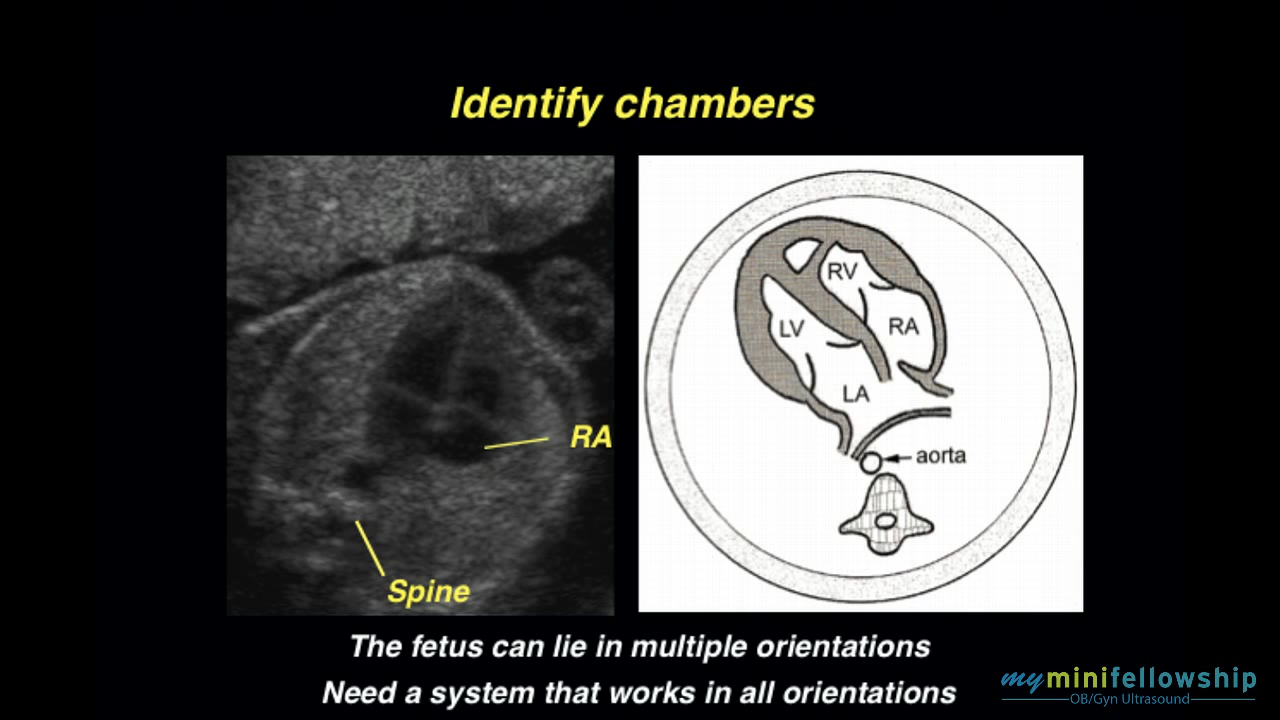 Identify chambers
RA
Spine
RV
LV
RA
LA
aorta
The fetus can lie in multiple orientations
Need a system that works in all orientations
myminifellowship
OB/Gyn Ultrasound